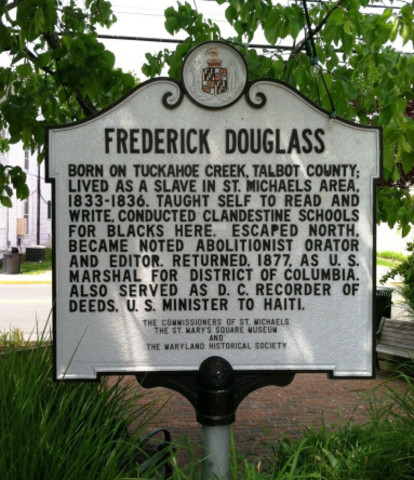 FREDERICK DOUGLASS
BORN ON TUCKAHOE CREEK, TALBOT COUNTY;
LIVED AS A SLAVE IN ST. MICHAELS AREA,
1833-1836. TAUGHT SELF TO READ AND
WRITE, CONDUCTED CLANDESTINE SCHOOLS
FOR BLACKS HERE. ESCAPED NORTH,
BECAME NOTED ABOLITIONIST ORATOR
AND EDITOR. RETURNED, 1877, AS U.S.
MARSHAL FOR DISTRICT OF COLUMBIA.
ALSO SERVED AS D.C. RECORDER OF
DEEDS, U.S. MINISTER TO HAITI.
THE COMMISSIONERS OF ST. MICHAELS
THE ST. MARY'S SQUARE MUSEUM
AND
THE MARYLAND HISTORICAL SOCIETY